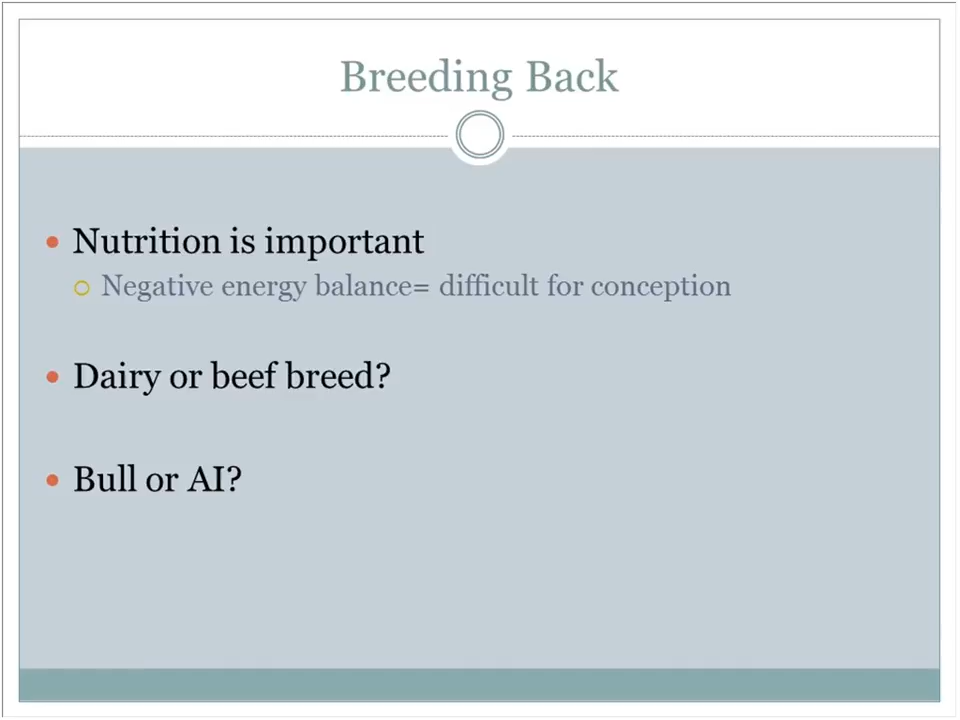 Breeding Back
Nutrition is important
Negative energy balance= difficult for conception
Dairy or beef breed?
Bull or AI?